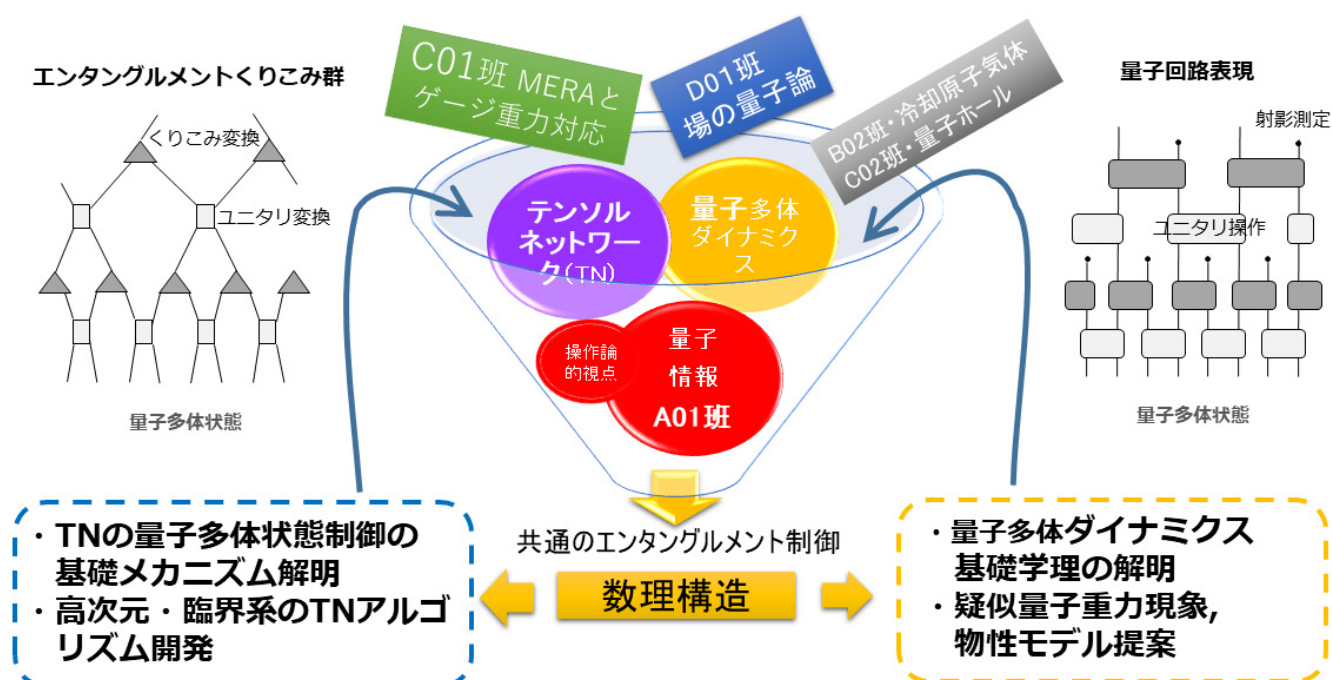 エンタングルメントくりこみ群
くりこみ変換
ユニタリ変換
量子多体状態
C01班 MERAと
ゲージ重力対応
D01班
場の量子論
B02班・冷却原子気体
C02班・量子ホール
量子回路表現
射影測定
ユニタリ操作
量子多体状態
テンソル
ネットワー
ク(TN)
量子多体
ダイナミク
ス
操作論
的視点
量子
情報
A01班
共通のエンタングルメント制御
数理構造
・TNの量子多体状態制御の
基礎メカニズム解明
・高次元・臨界系のTNアルゴ
リズム開発
・量子多体ダイナミクス
基礎学理の解明
・疑似量子重力現象,
物性モデル提案